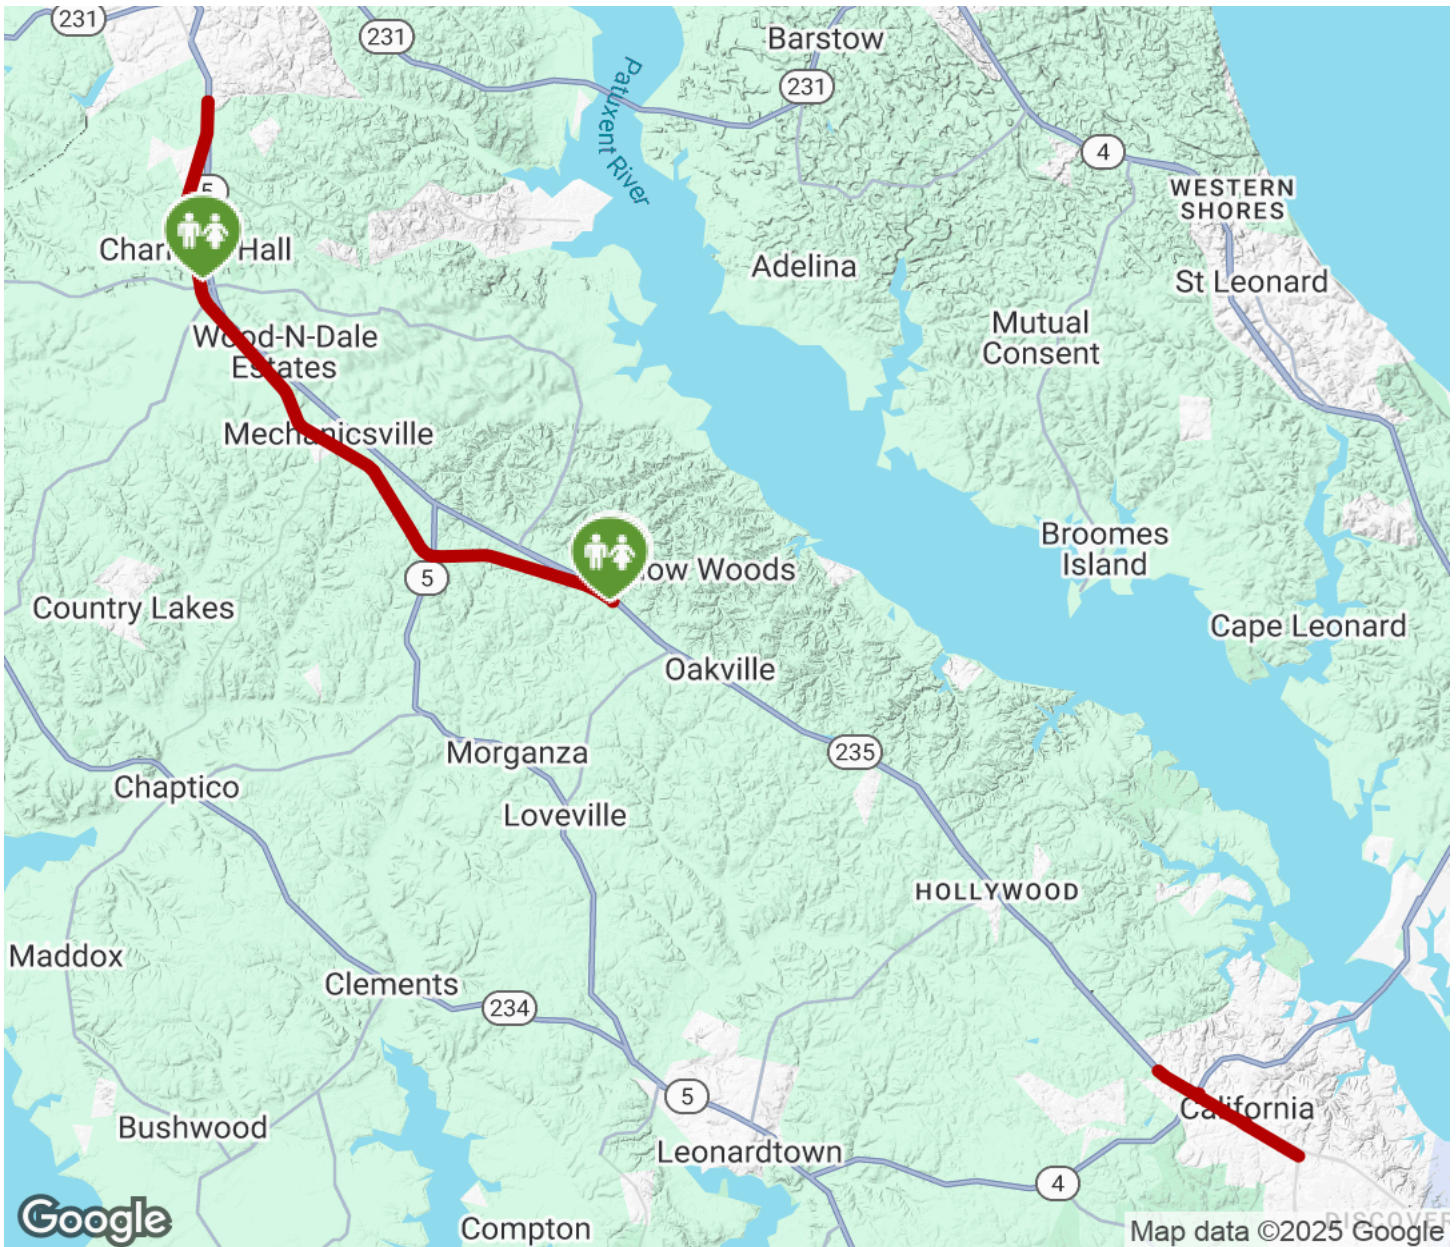 231
231
Barstow
231
Patuxent River
4
WESTERN
SHORES
5
Hall
Adelina
St Leonard
Wood-N-Dale
Estates
Mutual
Consent
Mechanicsville
Broomes
Island
Woods
5
Country Lakes
Cape Leonard
Oakville
235
Morganza
Chaptico
Loveville
HOLLYWOOD
Maddox
Clements
234
5
California
Bushwood
Leonardtown
4
Compton
Google
Map data ©2025 Google